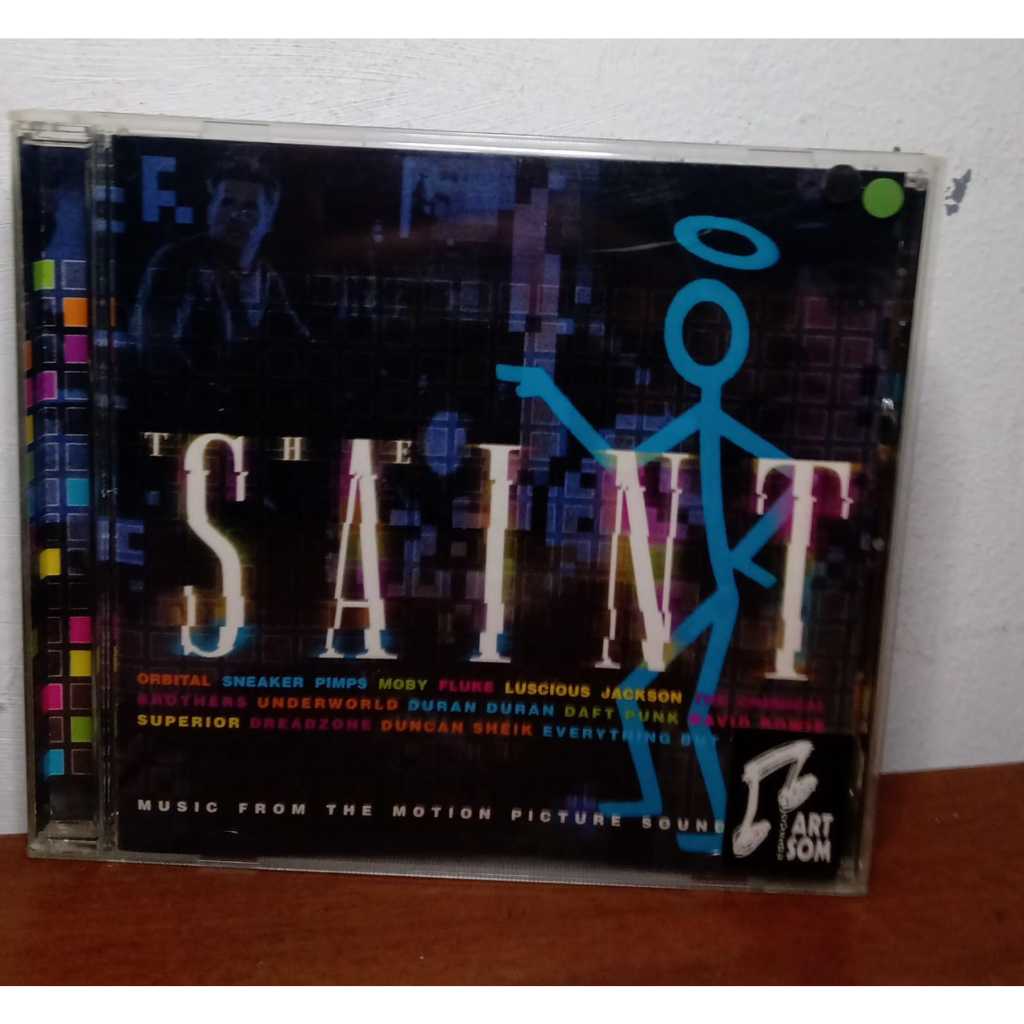 F.
THE
SAINT
ORBITAL SNEAKER PIMPS MOBY FLUKE LUSCIOUS JACKSON THE CHEMICAL
BROTHERS UNDERWORLD DURAN DURAN DAFT PUNK DAVID BOWIE
SUPERIOR DREADZONE DUNCAN SHEIK EVERYTHING BUT
MUSIC FROM THE MOTION PICTURE SOUND
ART
SOM